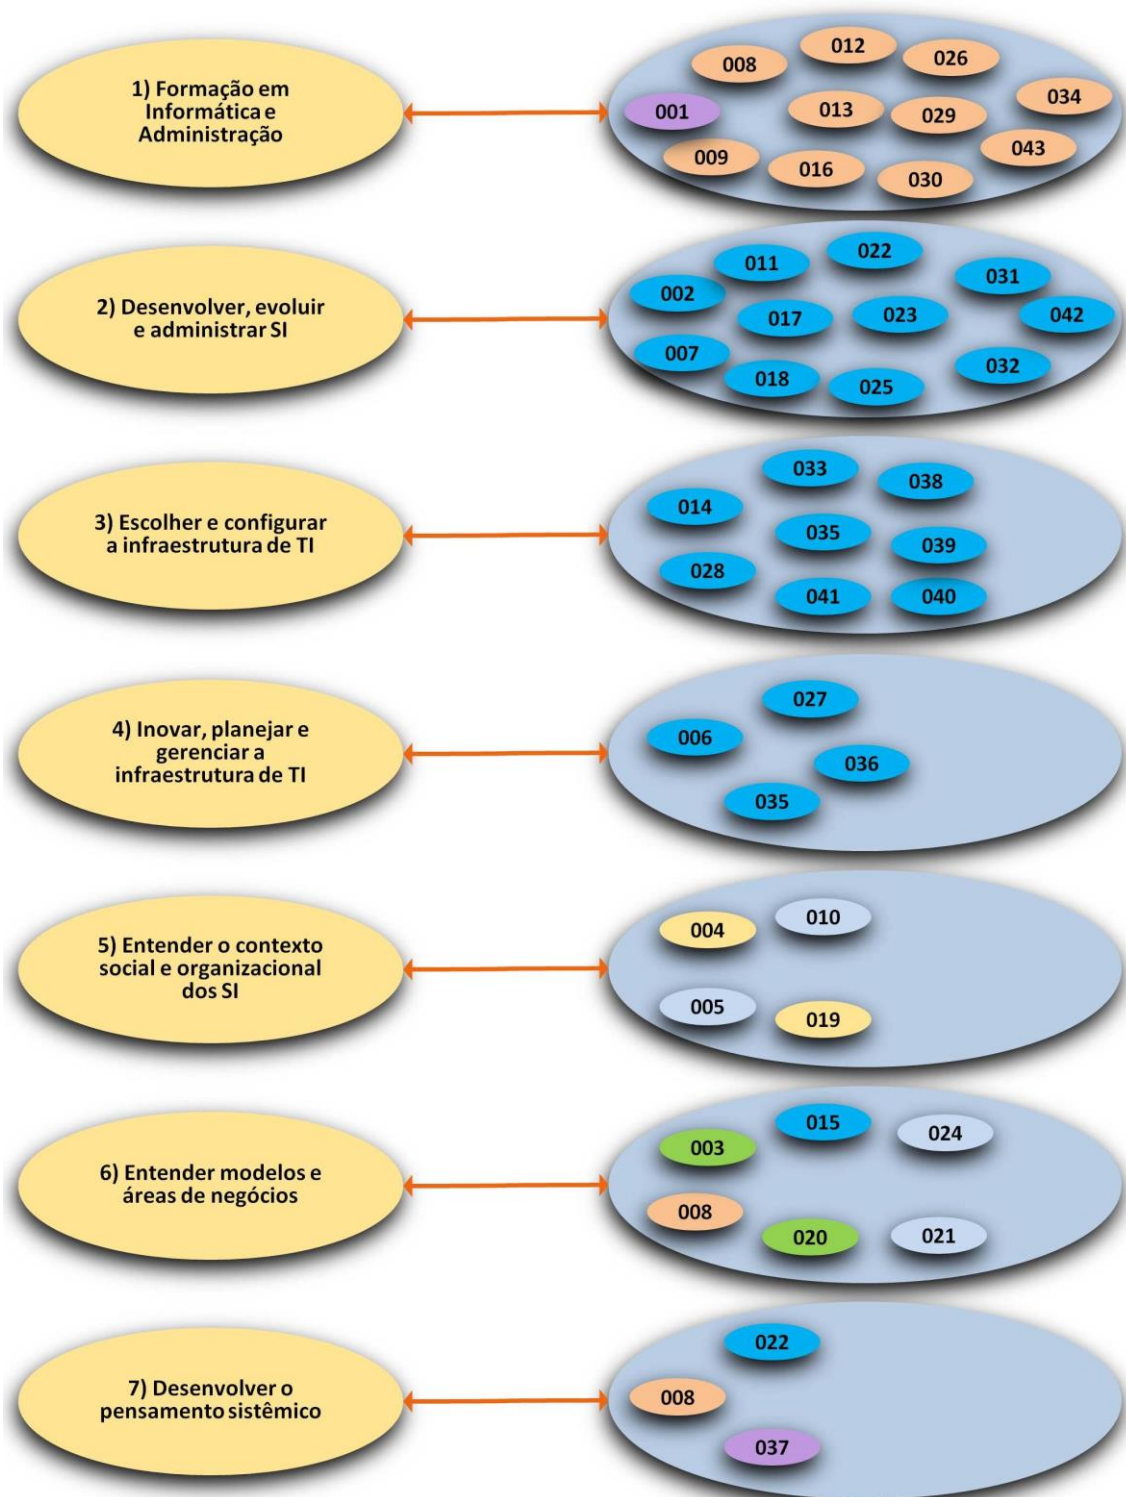 1) Formação em
Informática e
Administração
008
012
026
034
001
013
029
043
009
016
030
2) Desenvolver, evoluir
e administrar SI
011
022
031
002
017
023
042
007
018
025
032
3) Escolher e configurar
a infraestrutura de TI
033
038
014
035
039
028
041
040
4) Inovar, planejar e
gerenciar a
infraestrutura de TI
027
006
036
035
5) Entender o contexto
social e organizacional
dos SI
004
010
005
019
6) Entender modelos e
áreas de negócios
003
015
024
008
020
021
7) Desenvolver o
pensamento sistêmico
022
008
037